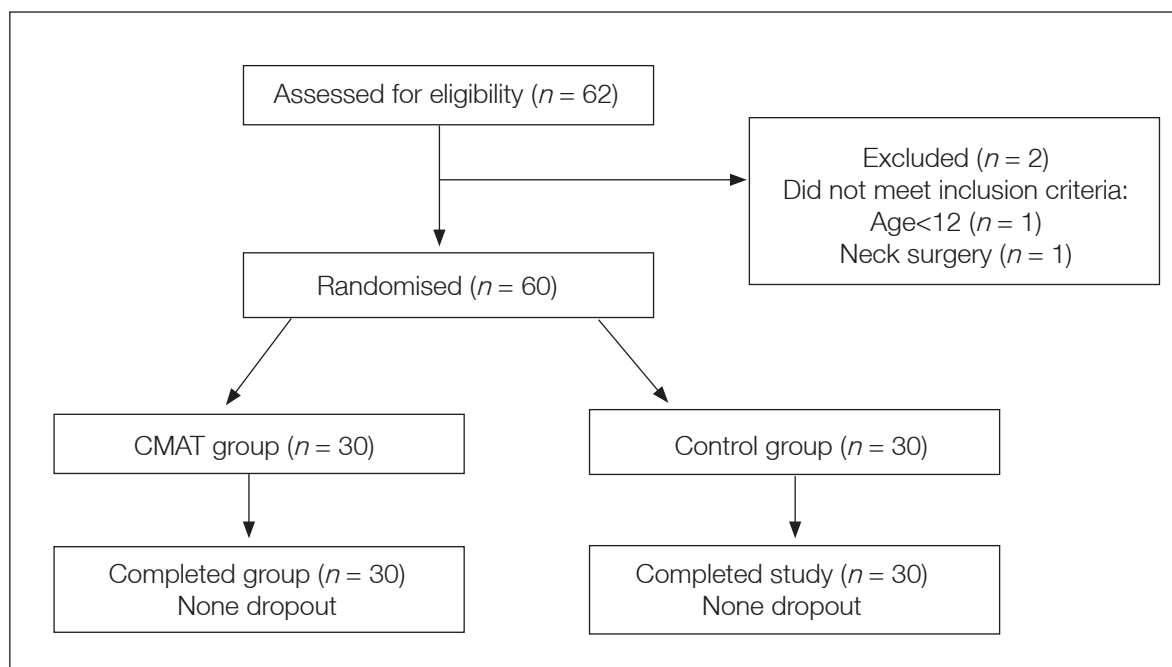 Assessed for eligibility (n = 62)
Excluded (n = 2)
Did not meet inclusion criteria:
Age<12 (n = 1)
Neck surgery (n = 1)
Randomised (n = 60)
CMAT group (n = 30)
Control group (n = 30)
Completed group (n = 30)
None dropout
Completed study (n = 30)
None dropout